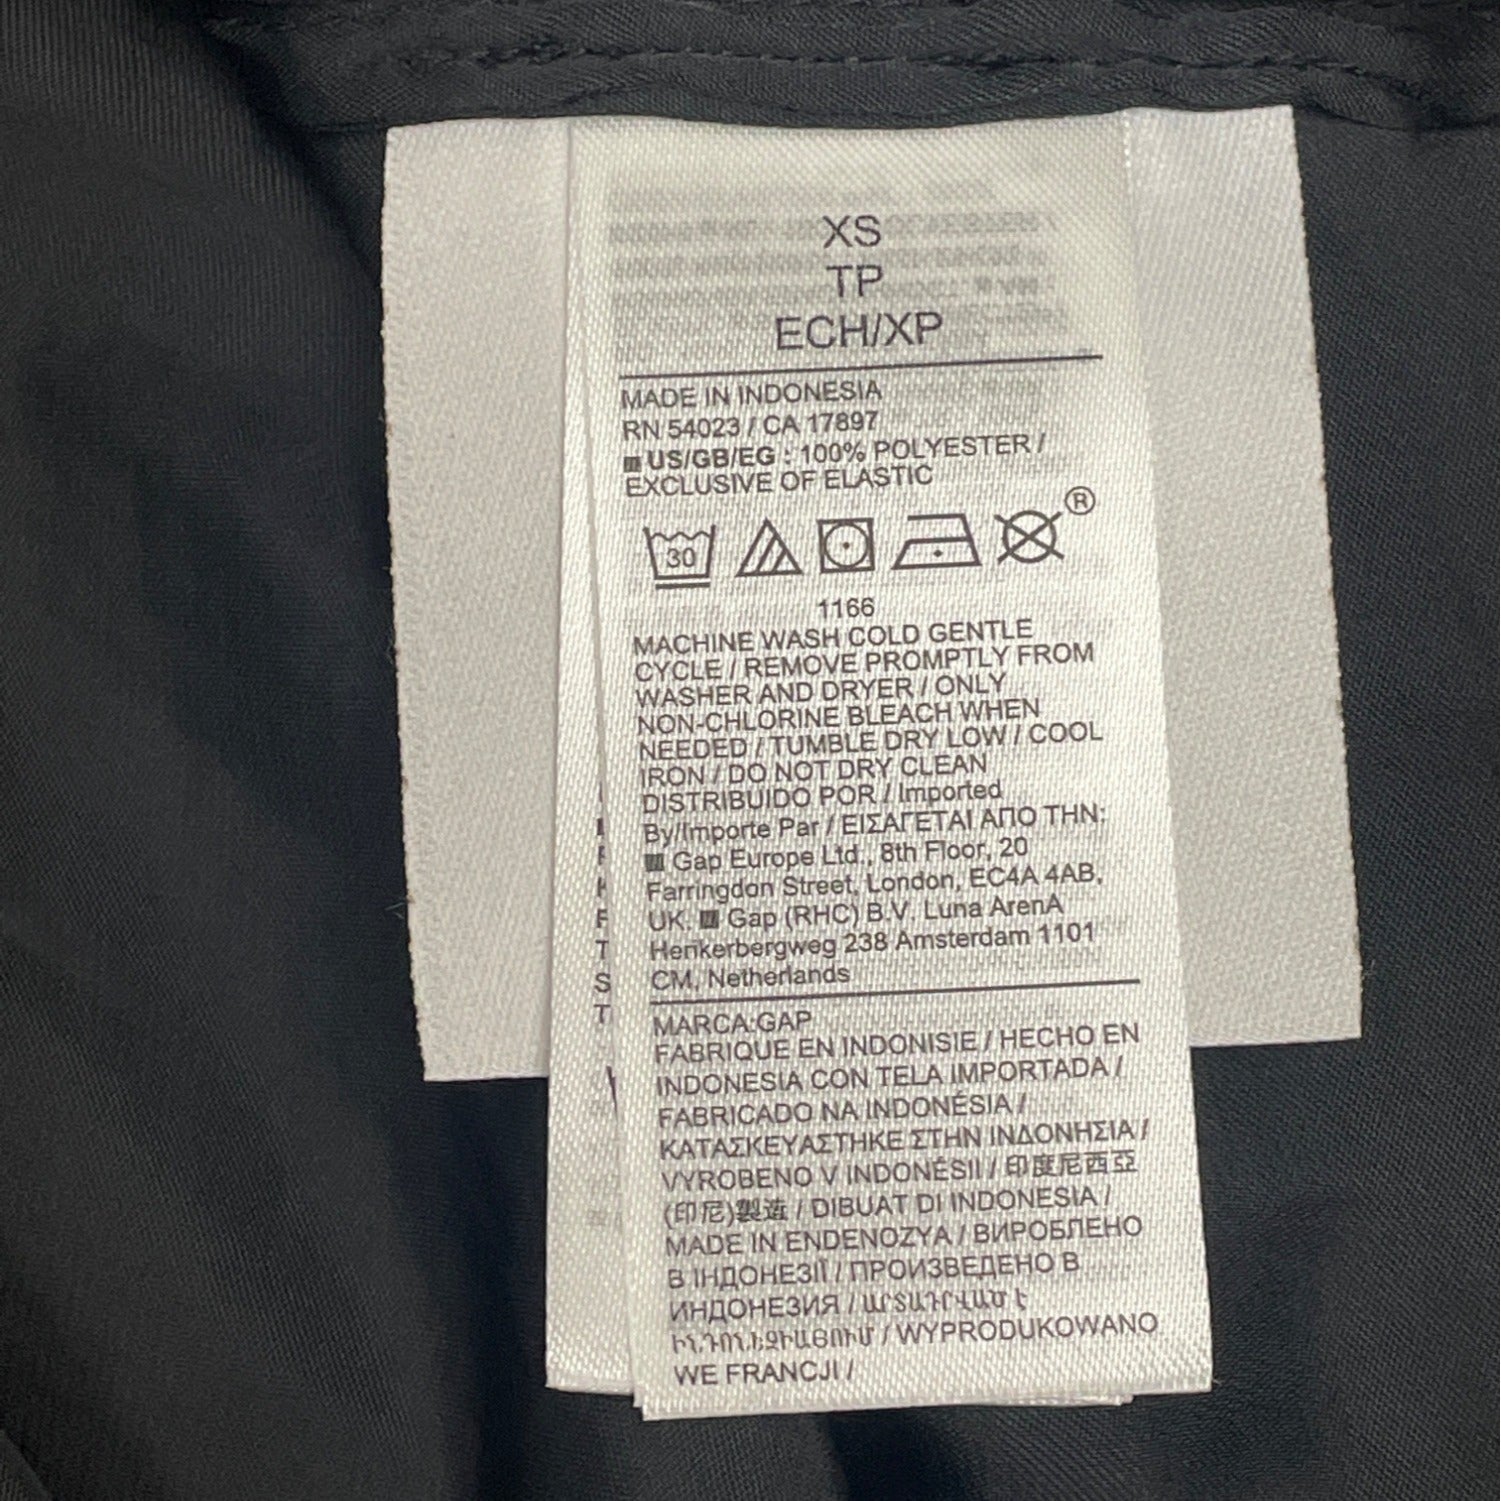 XS
TP
ECH/XP
MADE IN INDONESIA
RN 54023 / CA 17897
US/GB/EG : 100% POLYESTER /
EXCLUSIVE OF ELASTIC
®
30
1166
MACHINE WASH COLD GENTLE
CYCLE / REMOVE PROMPTLY FROM
WASHER AND DRYER / ONLY
NON-CHLORINE BLEACH WHEN
NEEDED / TUMBLE DRY LOW / COOL
IRON / DO NOT DRY CLEAN
DISTRIBUIDO POR / Imported
By/Importe Par / ΕΙΣΑΓΕΤΑΙ ΑΠΟ ΤΗΝ:
Gap Europe Ltd., 8th Floor, 20
Farringdon Street, London, EC4A 4AB,
UK. Gap (RHC) B.V. Luna ArenA
Herikerbergweg 238 Amsterdam 1101
CM, Netherlands
MARCA:GAP
FABRIQUE EN INDONISIE / HECHO EN
INDONESIA CON TELA IMPORTADA /
FABRICADO NA INDONÉSIA /
ΚΑΤΑΣΚΕΥΑΣΤΗΚΕ ΣΤΗΝ ΙΝΔΟΝΗΣΙΑ /
VYROBENO V INDONÉSII / 印度尼西亞
(印尼)製造 / DIBUAT DI INDONESIA /
MADE IN ENDENOZYA / ВИРОБЛЕНО
В ІНДОНЕЗІЇ / ПРОИЗВЕДЕНО В
ИНДОНЕЗИЯ / ԱՐՏԱԴՐՎԱԾ Է
ԻՆԴՈՆԵԶԻԱՅՈՒՄ / WYPRODUKOWANO
WE FRANCJI /